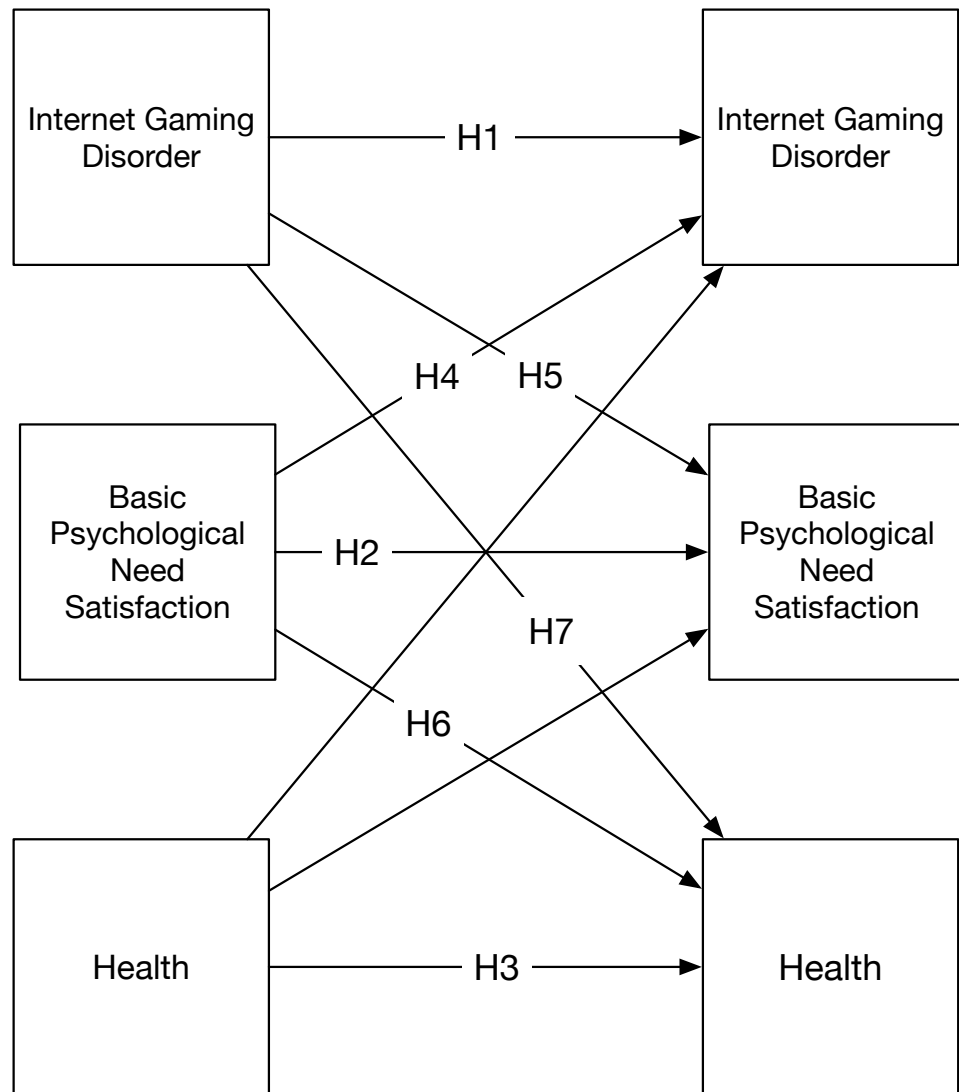 Internet Gaming
Disorder
H1
Internet Gaming
Disorder
H4
H5
Basic
Psychological
Need
Satisfaction
H2
Basic
Psychological
Need
Satisfaction
H7
H6
Health
H3
Health